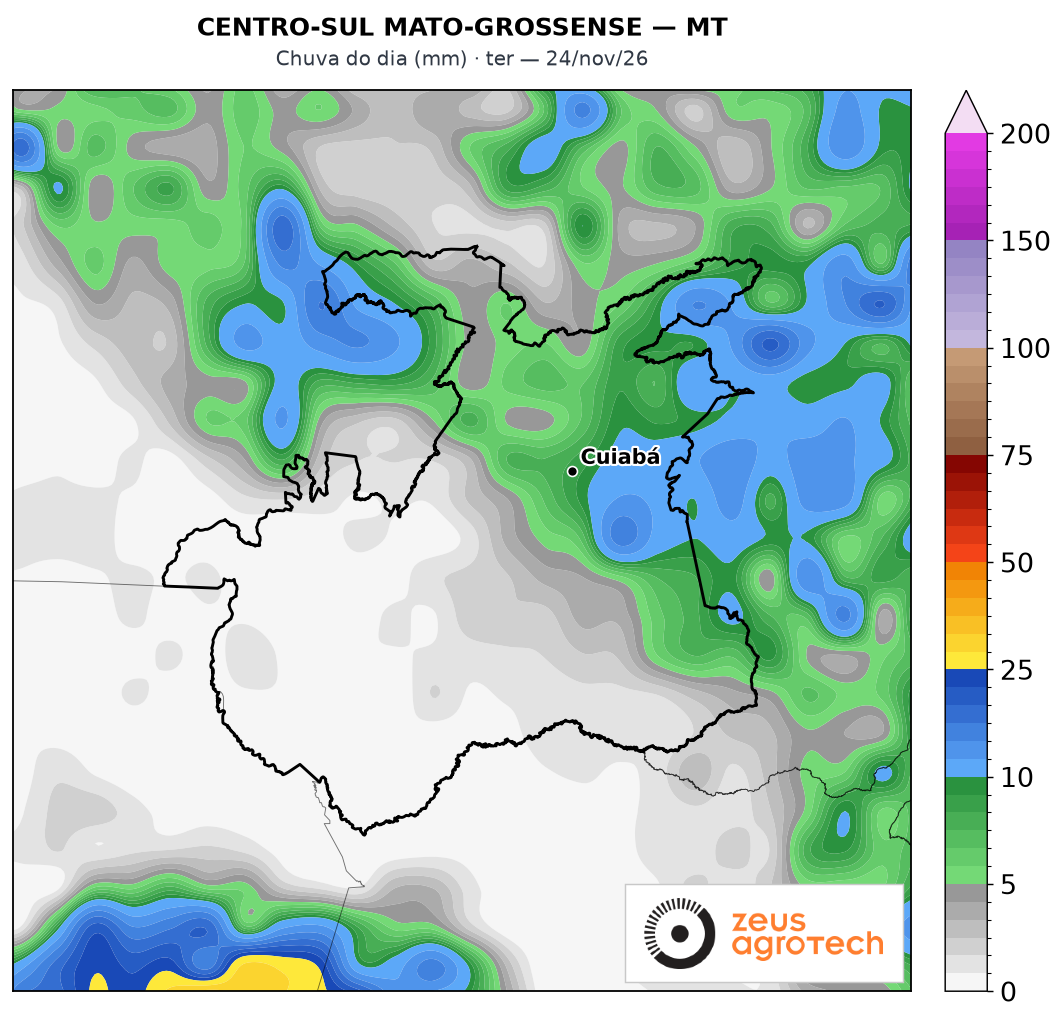 CENTRO-SUL MATO-GROSSENSE — MT
Chuva do dia (mm) · ter — 24/nov/26
200
150
100
75
50
25
10
5
0
Cuiabá
zeus
agrotech